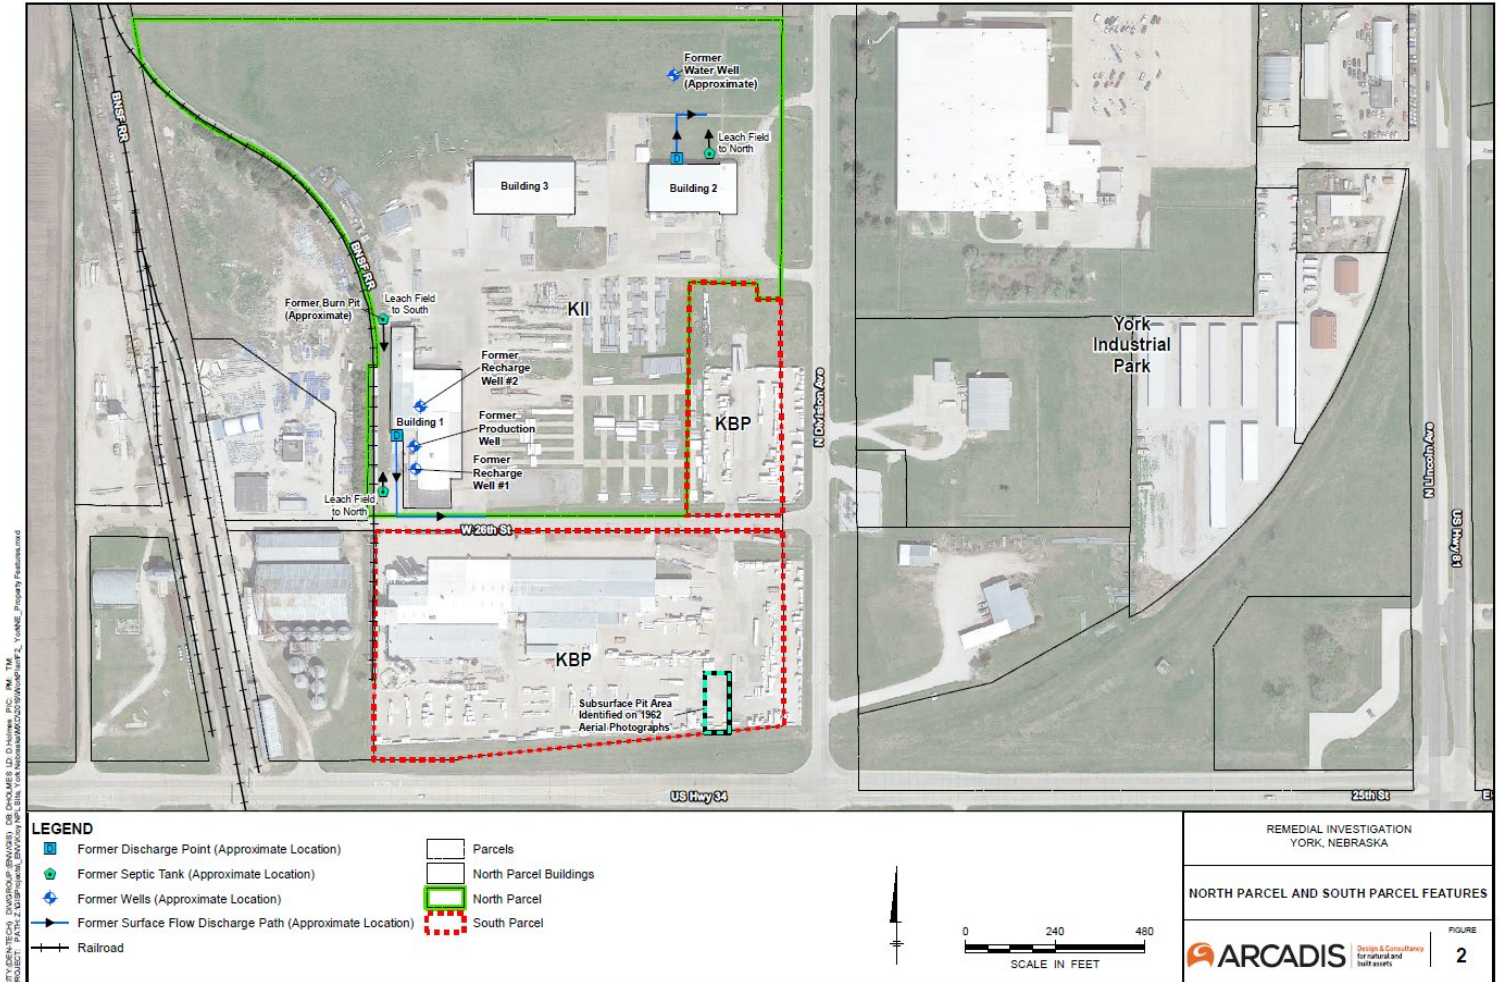 Former
Water Well
(Approximate)
BNSF RR
D
Leach Field
to North
Building 3
Building 2
BNSF RR
Former Burn Pit
(Approximate)
Leach Field
to South
KII
York
Industrial
Park
Former
Recharge
Well #2
Building 1
D
Former
Production
Well
Former
Recharge
Well #1
KBP
N Division Ave
N Lincoln Ave
US Hwy 81
Leach Field
to North
W 26th St
KBP
Subsurface Pit Area
Identified on 1962
Aerial Photographs
US Hwy 34
25th St
LEGEND
D Former Discharge Point (Approximate Location)
Former Septic Tank (Approximate Location)
Former Wells (Approximate Location)
Former Surface Flow Discharge Path (Approximate Location)
Railroad
Parcels
North Parcel Buildings
North Parcel
South Parcel
0 240 480
SCALE IN FEET
REMEDIAL INVESTIGATION
YORK, NEBRASKA
NORTH PARCEL AND SOUTH PARCEL FEATURES
ARCADIS
Design & Consultancy
for natural and
built assets
FIGURE
2